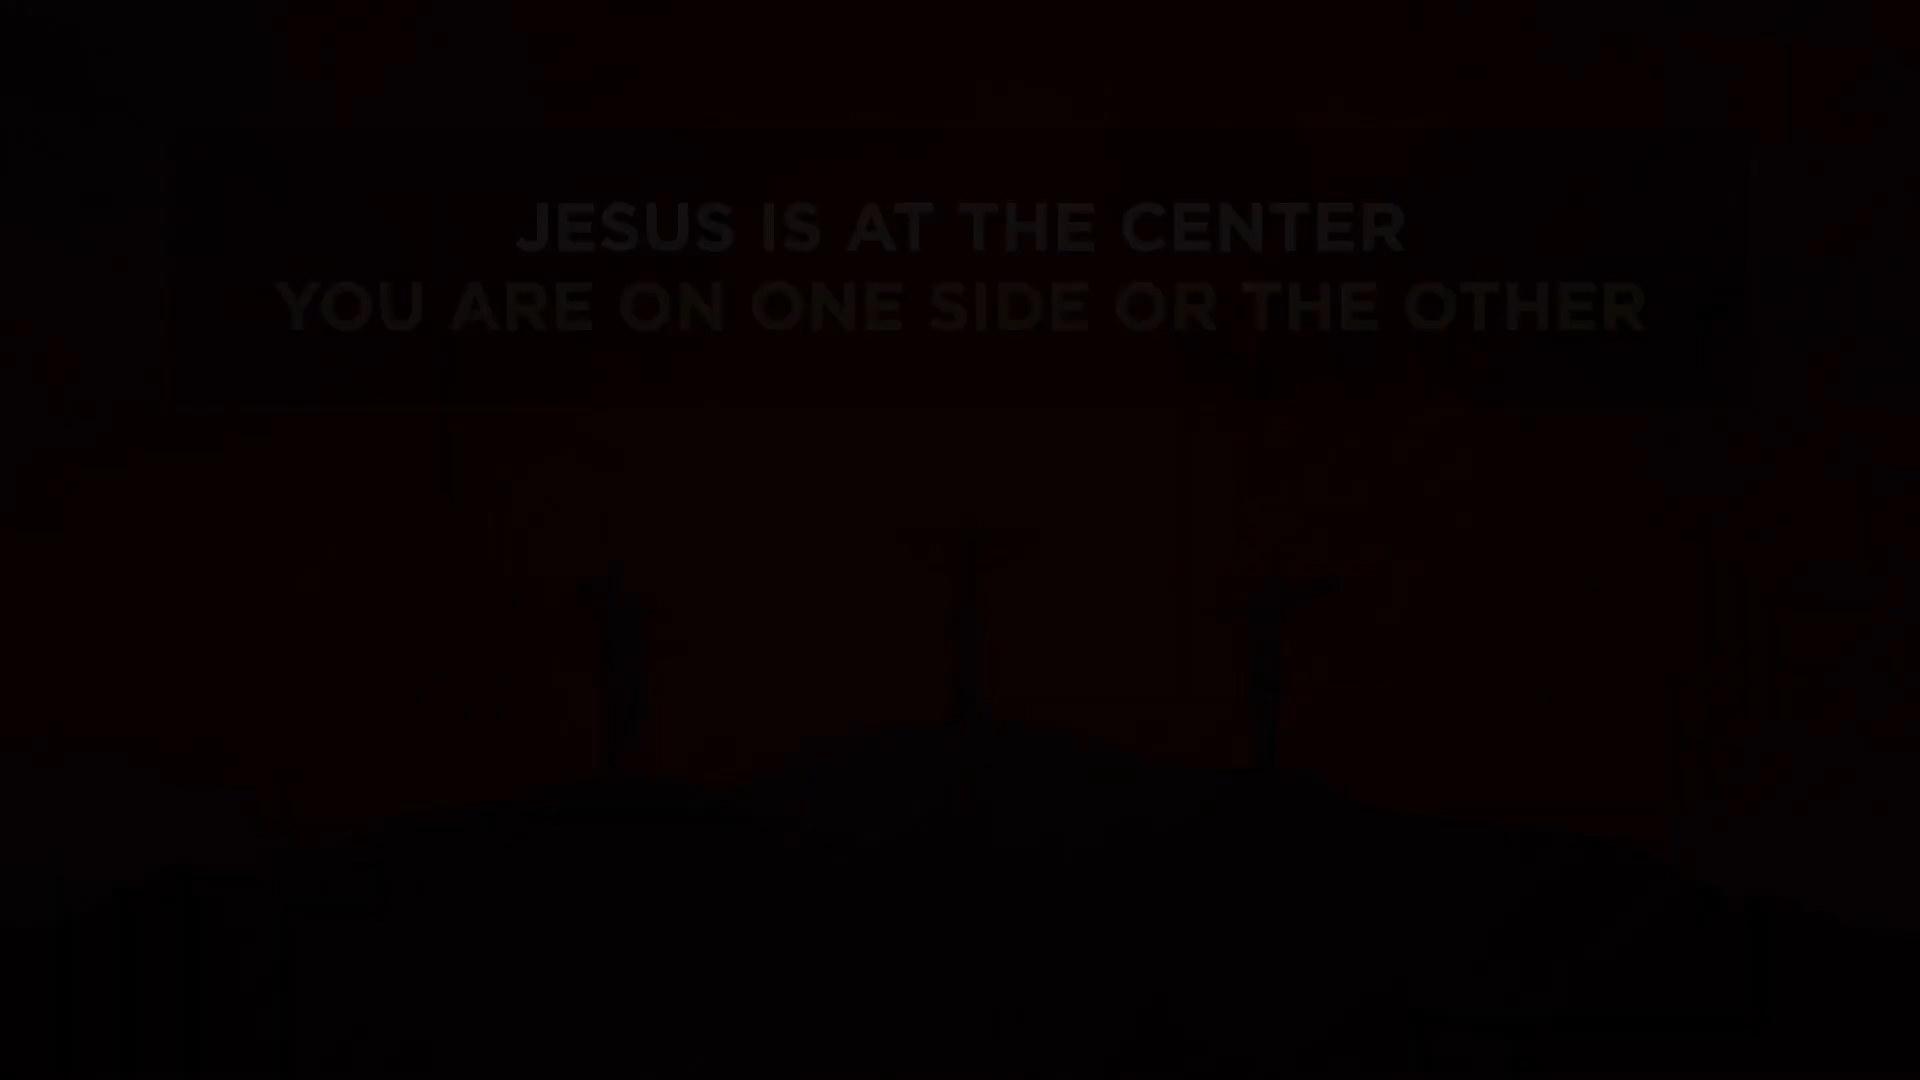 JESUS IS AT THE CENTER
YOU ARE ON ONE SIDE OR THE OTHER